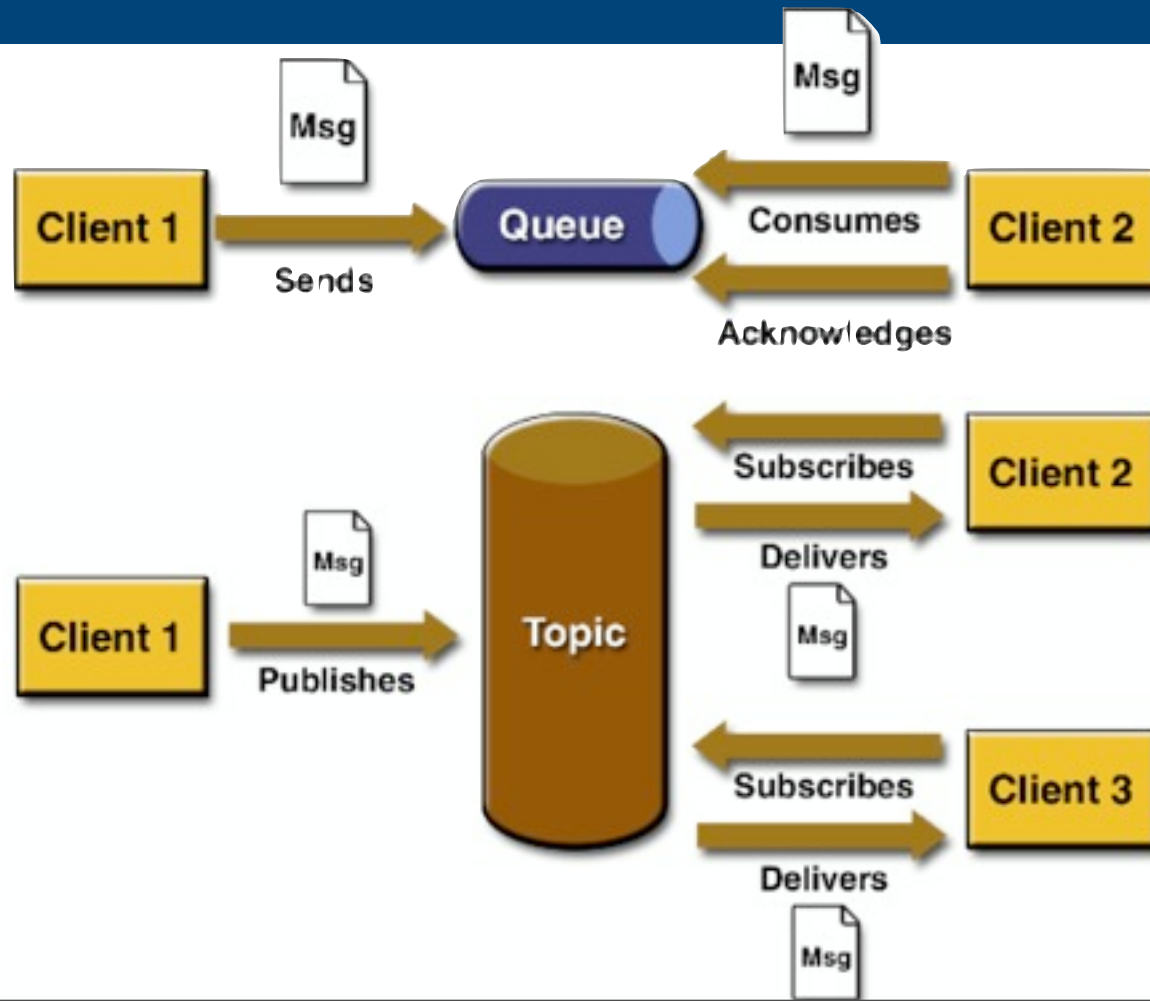 Msg
Msg
Client 1
Sends
Queue
Consumes
Acknowledges
Client 2
Client 1
Msg
Publishes
Topic
Subscribes
Delivers
Msg
Client 2
Subscribes
Delivers
Msg
Client 3